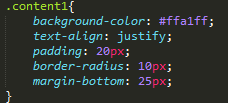 .content1{
background-color: #ffa1ff;
text-align: justify;
padding: 20px;
border-radius: 10px;
margin-bottom: 25px;
}